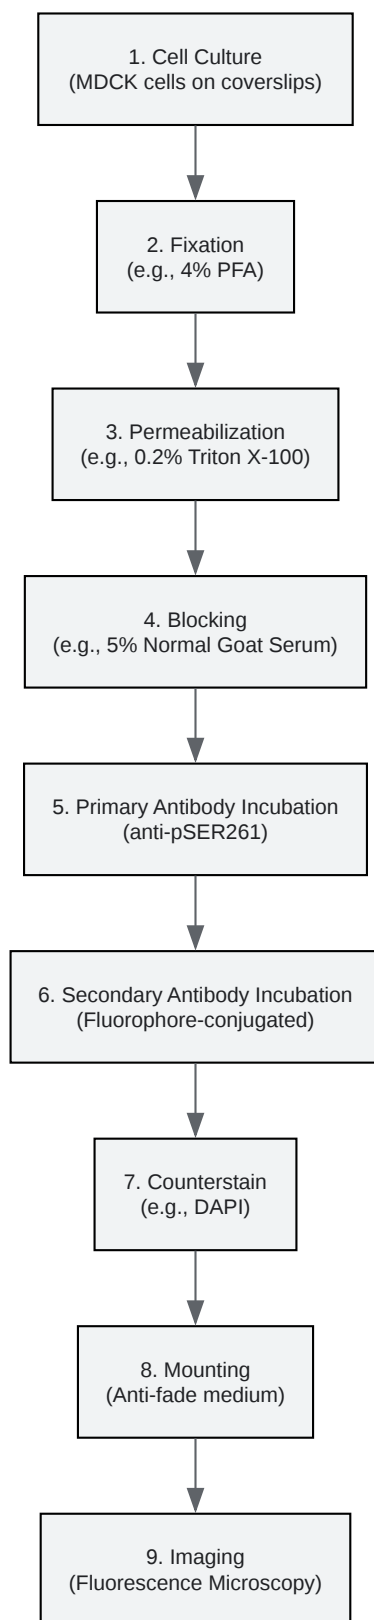 1. Cell Culture
(MDCK cells on coverslips)
2. Fixation
(e.g., 4% PFA)
3. Permeabilization
(e.g., 0.2% Triton X-100)
4. Blocking
(e.g., 5% Normal Goat Serum)
5. Primary Antibody Incubation
(anti-pSER261)
6. Secondary Antibody Incubation
(Fluorophore-conjugated)
7. Counterstain
(e.g., DAPI)
8. Mounting
(Anti-fade medium)
9. Imaging
(Fluorescence Microscopy)